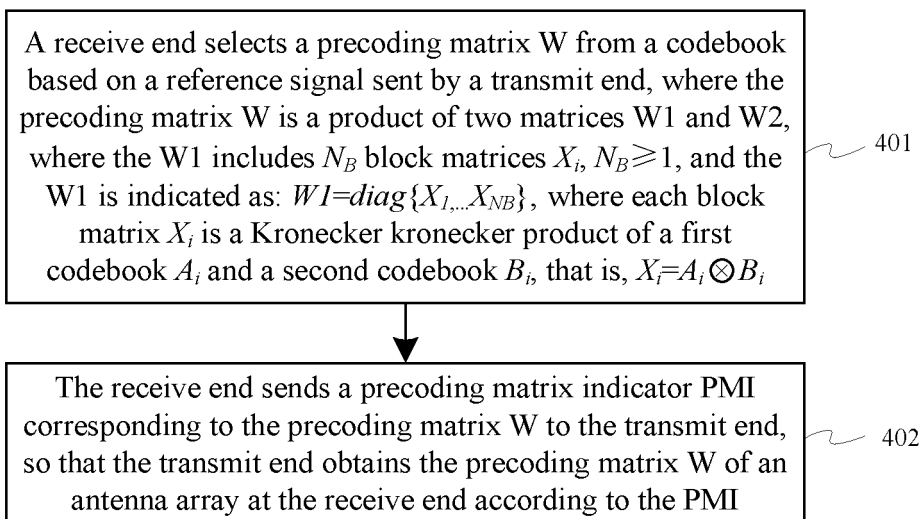 A receive end selects a precoding matrix W from a codebook
based on a reference signal sent by a transmit end, where the
precoding matrix W is a product of two matrices W1 and W2,
where the W1 includes N_B block matrices X_i, N_B≥1, and the
W1 is indicated as: W1=diag{X_1,...X_NB}, where each block
matrix X_i is a Kronecker kronecker product of a first
codebook A_i and a second codebook B_i, that is, X_i=A_i⊗B_i
401
The receive end sends a precoding matrix indicator PMI
corresponding to the precoding matrix W to the transmit end,
so that the transmit end obtains the precoding matrix W of an
antenna array at the receive end according to the PMI
402